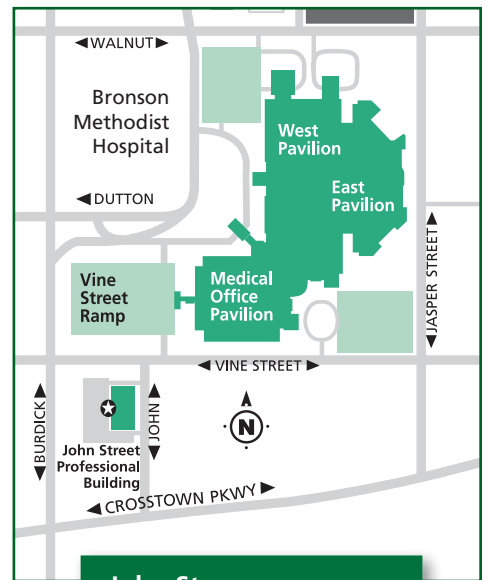 WALNUT
Bronson
Methodist
Hospital
West
Pavilion
East
Pavilion
DUTTON
JASPER STREET
Vine
Street
Ramp
Medical
Office
Pavilion
VINE STREET
BURDICK
JOHN
N
John Street
Professional
Building
CROSSTOWN PKWY